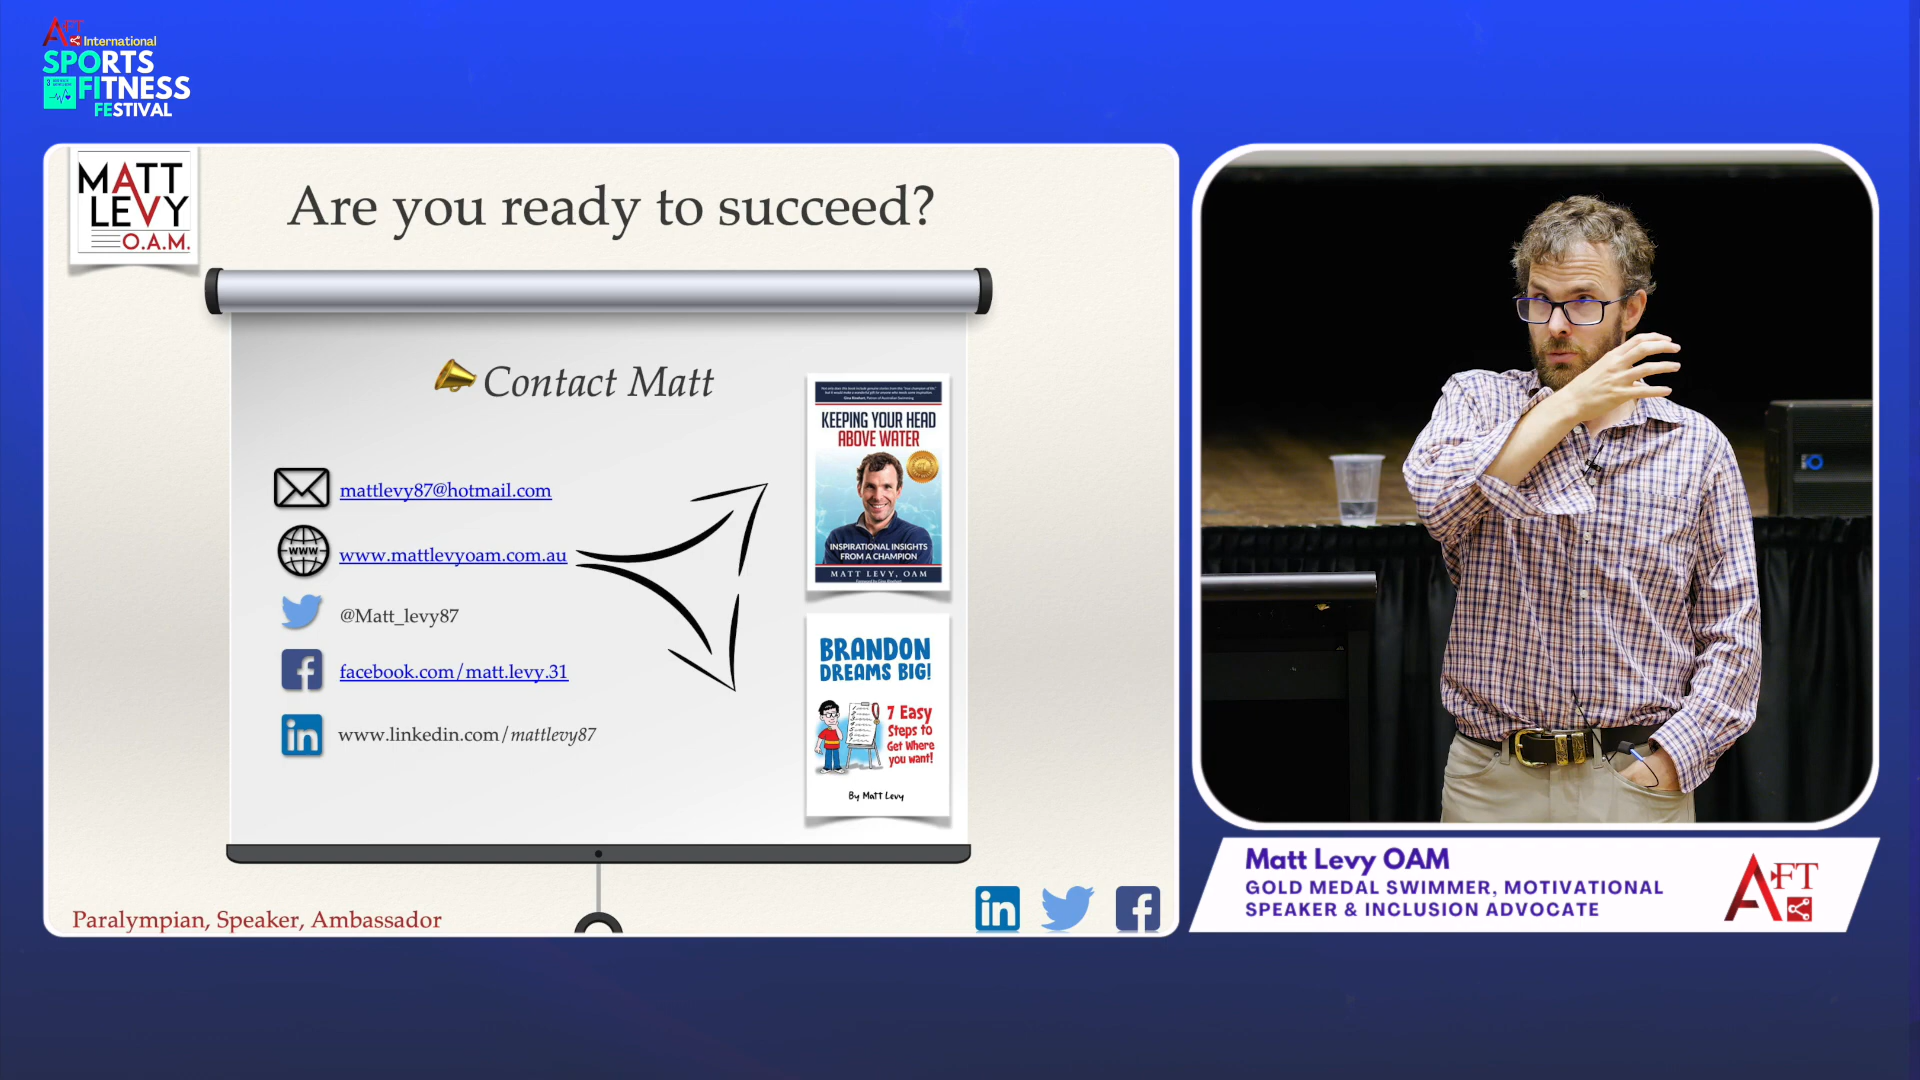 AFT International
SPORTS
FITNESS
FESTIVAL
MATT
LEVY
O.A.M.
Are you ready to succeed?
Contact Matt
mattlevy87@hotmail.com
WWW
www.mattlevyoam.com.au
@Matt_levy87
facebook.com/matt.levy.31
www.linkedin.com/mattlevy87
KEEPING YOUR HEAD
ABOVE WATER
INSPIRATIONAL INSIGHTS
FROM A CHAMPION
MATT LEVY, OAM
BRANDON
DREAMS BIG!
7 Easy
Steps to
Get Where
you want!
By Matt Levy
Paralympian, Speaker, Ambassador
Matt Levy OAM
GOLD MEDAL SWIMMER, MOTIVATIONAL
SPEAKER & INCLUSION ADVOCATE
AFT